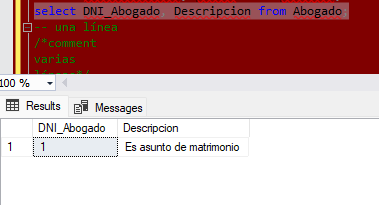 select DNI_Abogado, Descripcion from Abogado;
-- una línea
/*comment
varias
100 %
Results
Messages
DNI_Abogado Descripcion
1 1 Es asunto de matrimonio